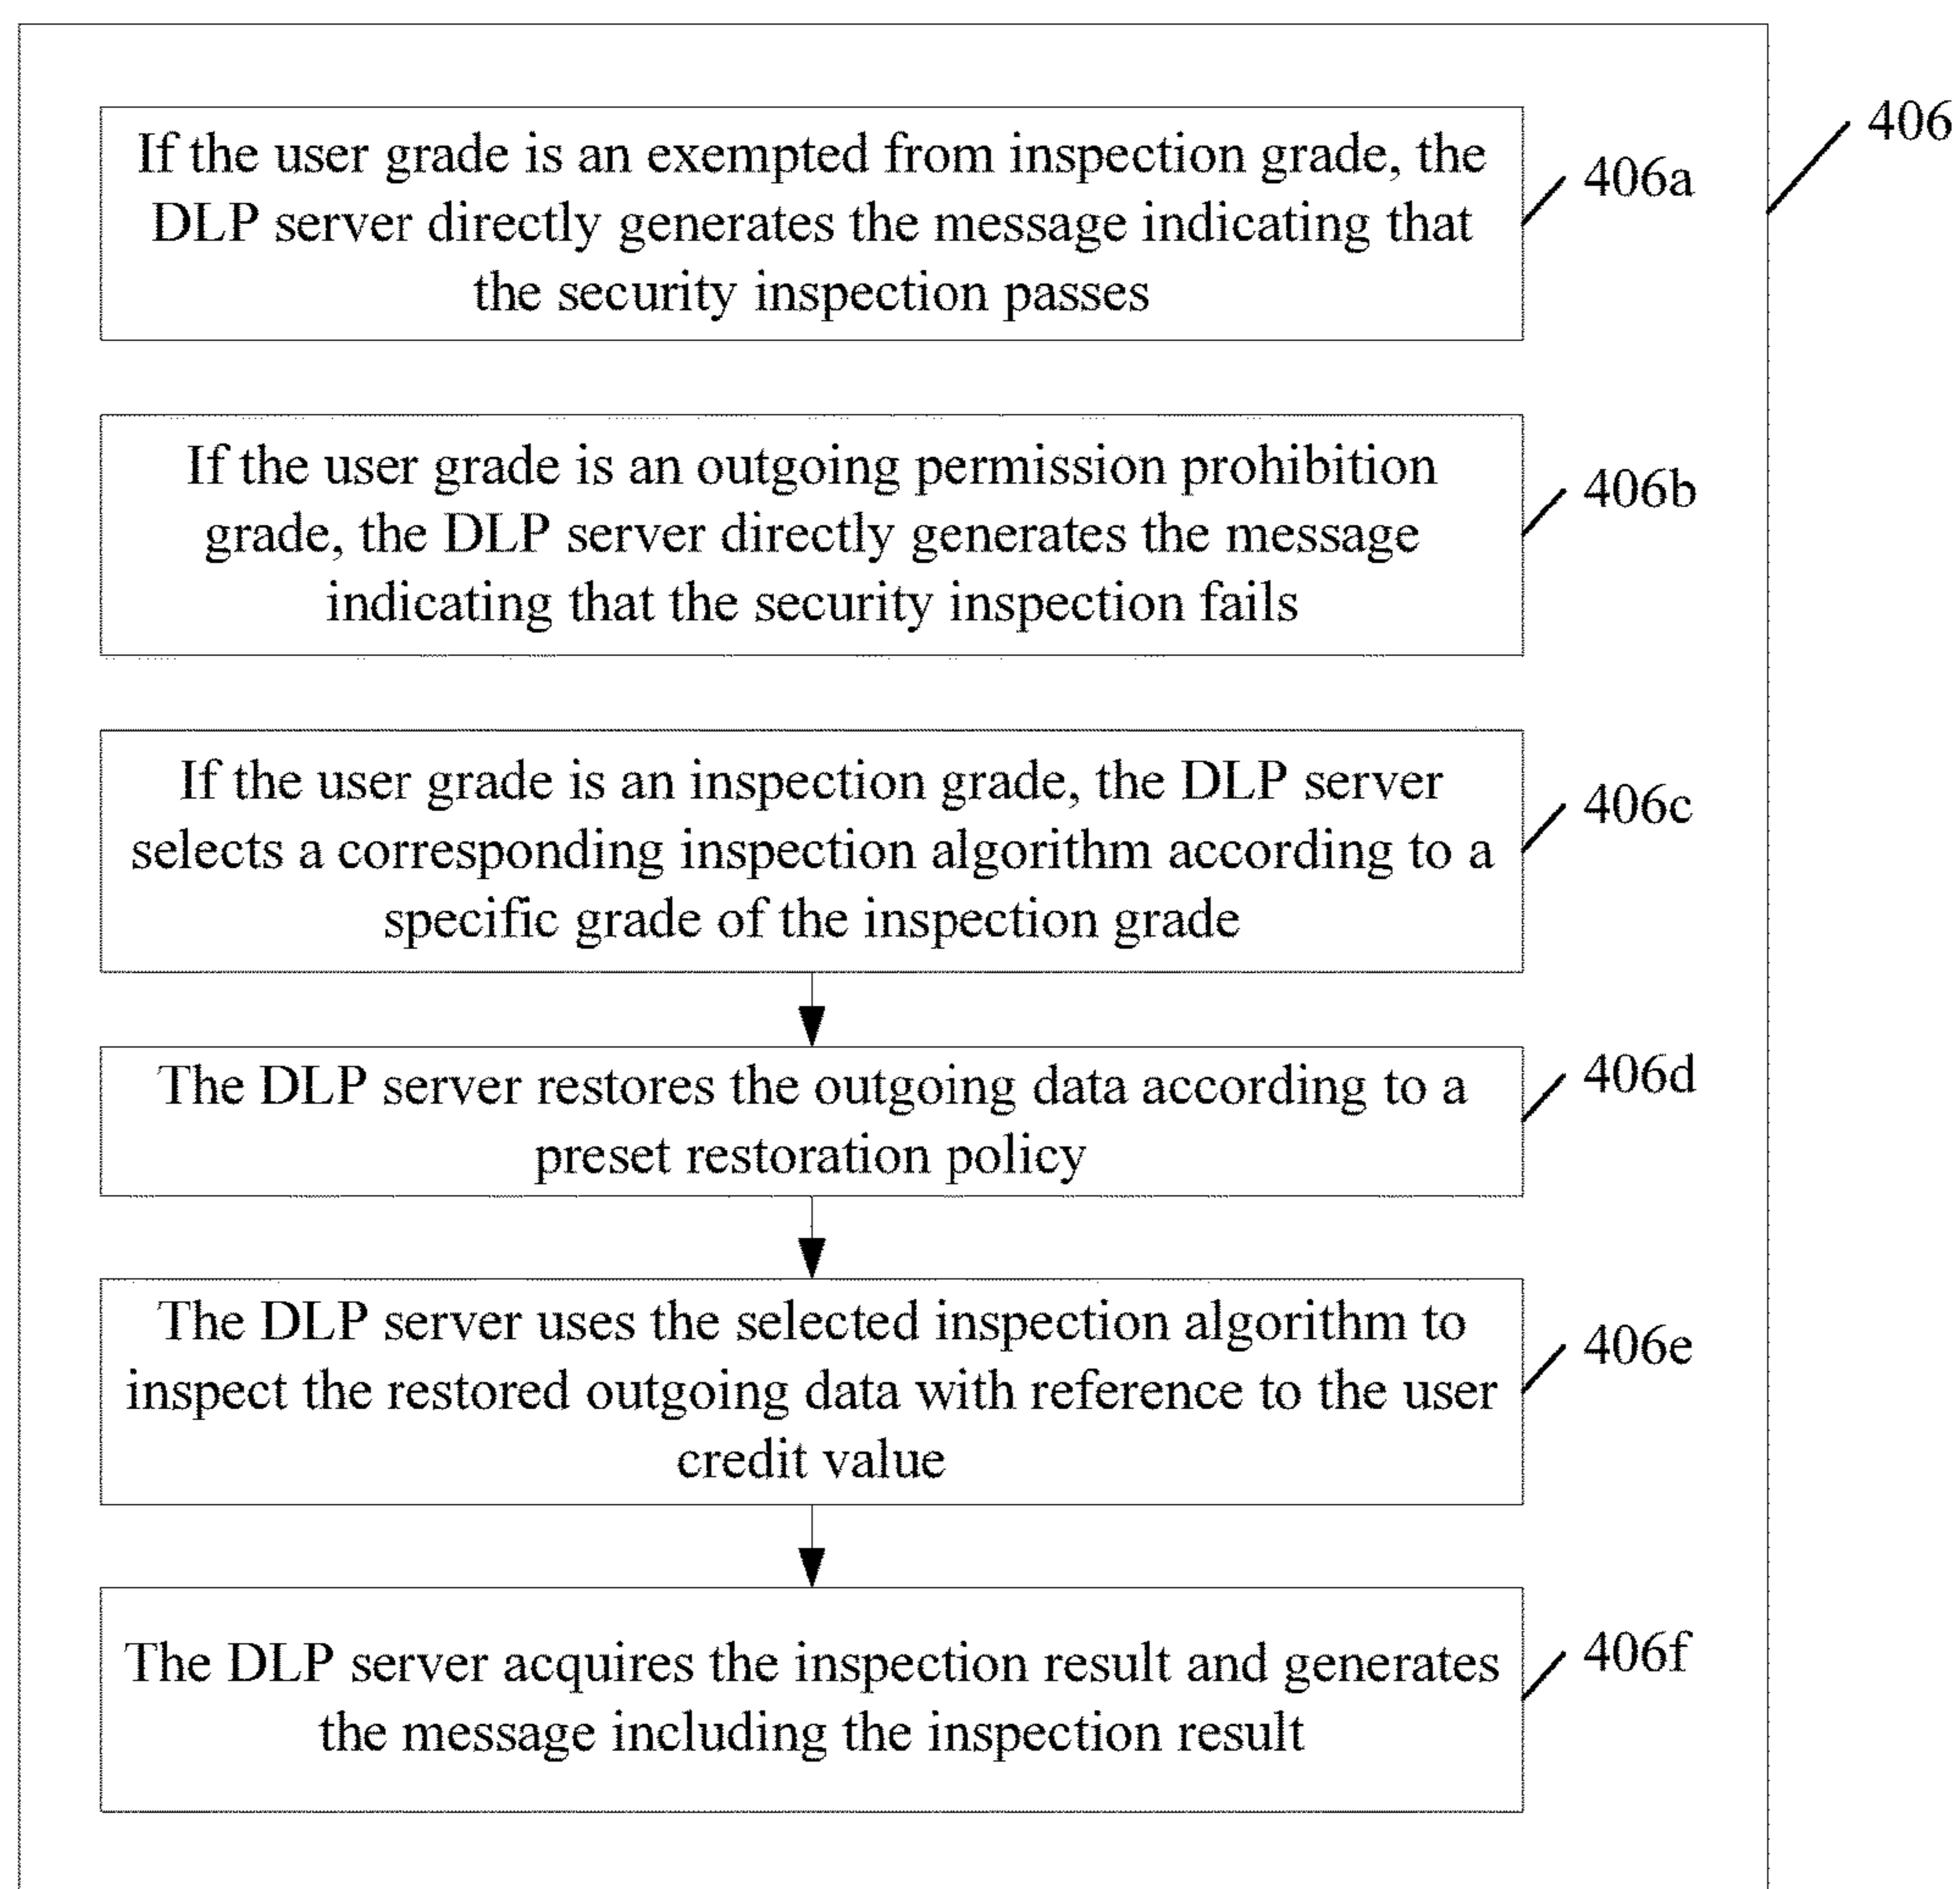 406
If the user grade is an exempted from inspection grade, the
DLP server directly generates the message indicating that
the security inspection passes
406a
If the user grade is an outgoing permission prohibition
grade, the DLP server directly generates the message
indicating that the security inspection fails
406b
If the user grade is an inspection grade, the DLP server
selects a corresponding inspection algorithm according to a
specific grade of the inspection grade
406c
The DLP server restores the outgoing data according to a
preset restoration policy
406d
The DLP server uses the selected inspection algorithm to
inspect the restored outgoing data with reference to the user
credit value
406e
The DLP server acquires the inspection result and generates
the message including the inspection result
406f